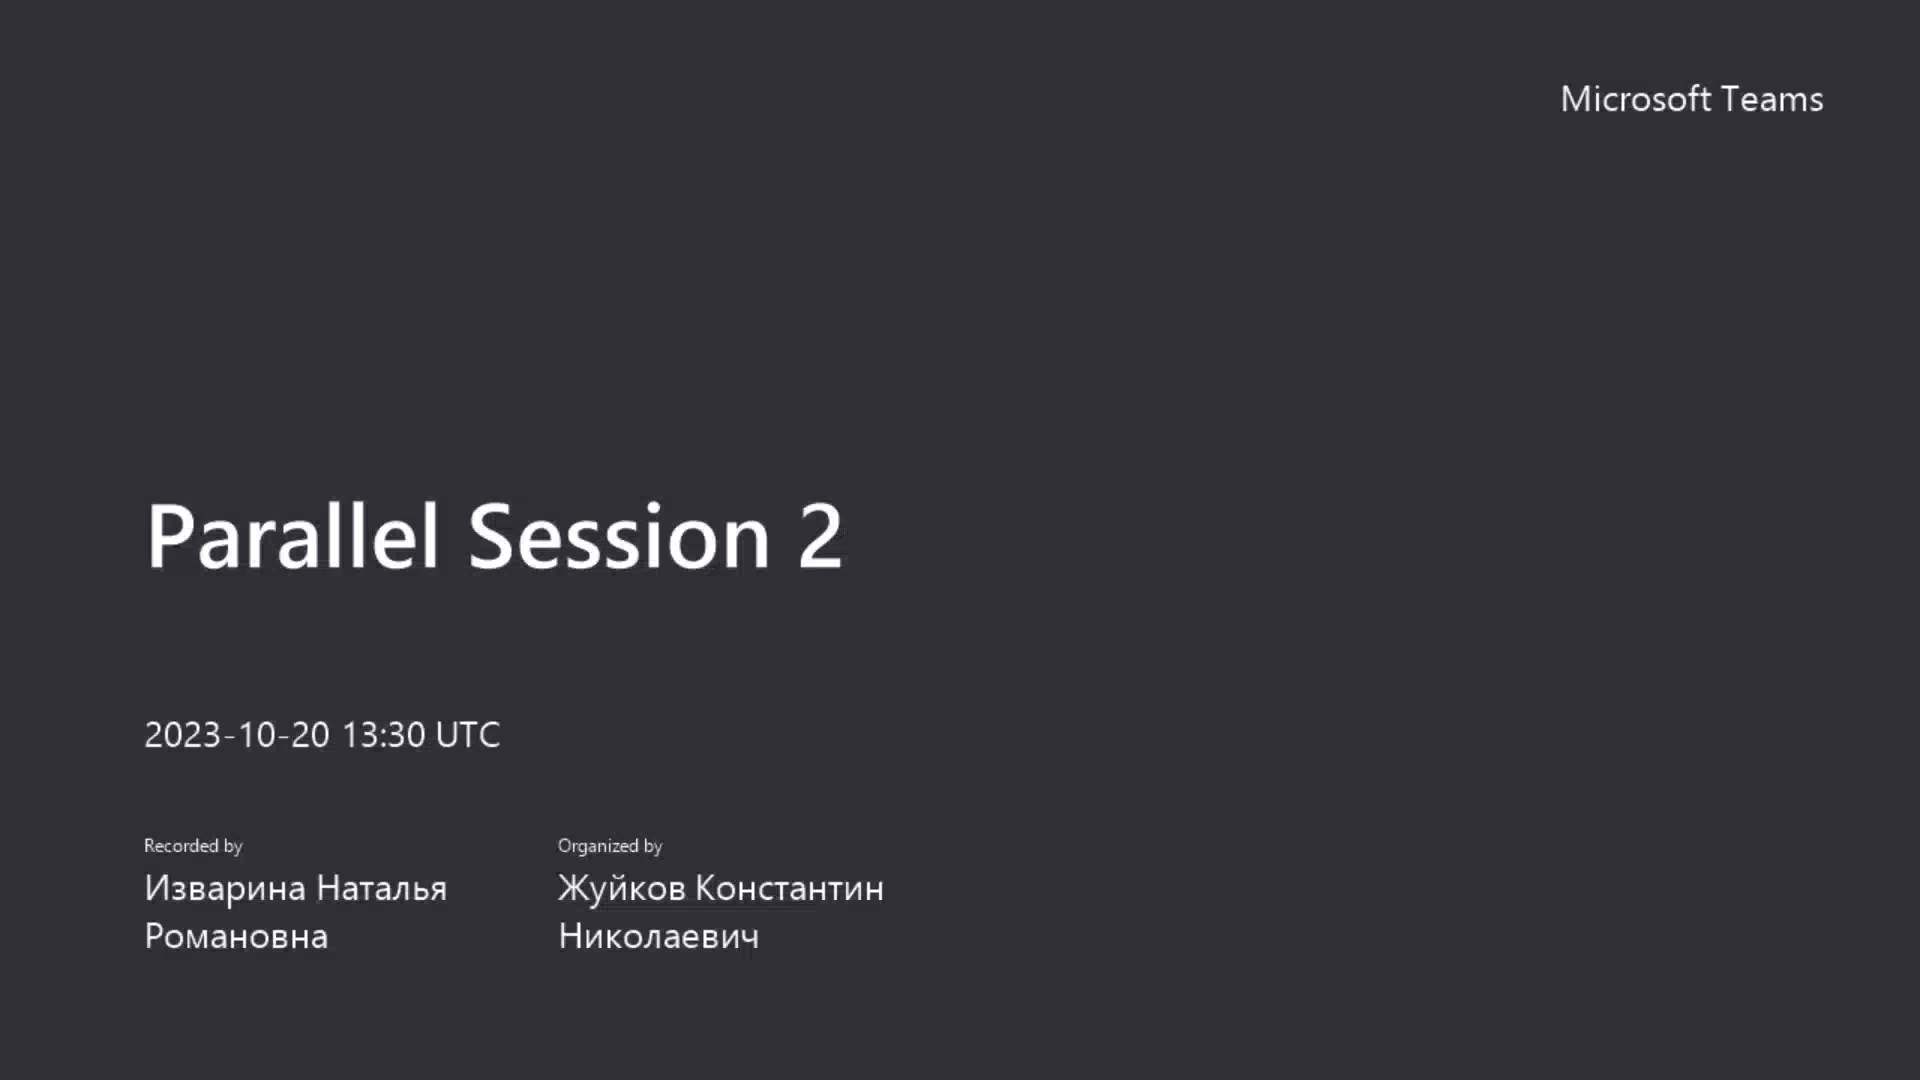 Microsoft Teams
Parallel Session 2
2023-10-20 13:30 UTC
Recorded by
Изварина Наталья
Романовна
Organized by
Жуйков Константин
Николаевич